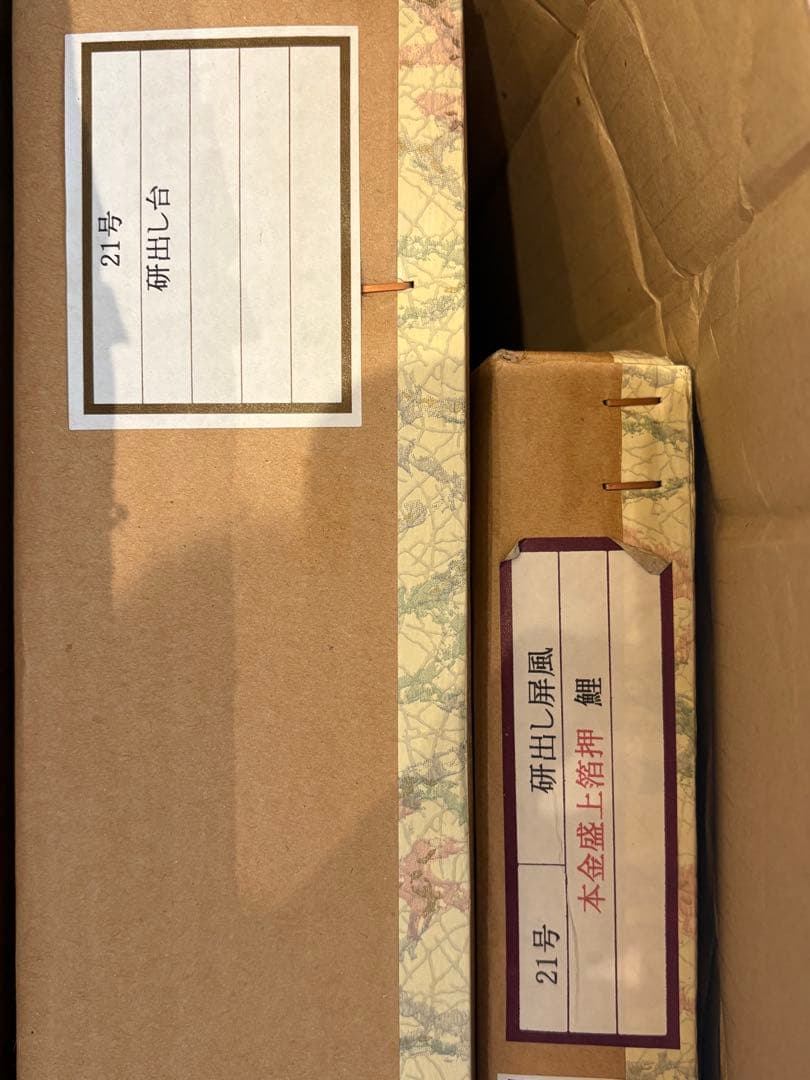 21号
研出し台
21号 研出し屏風
本金盛上箔押 鯉